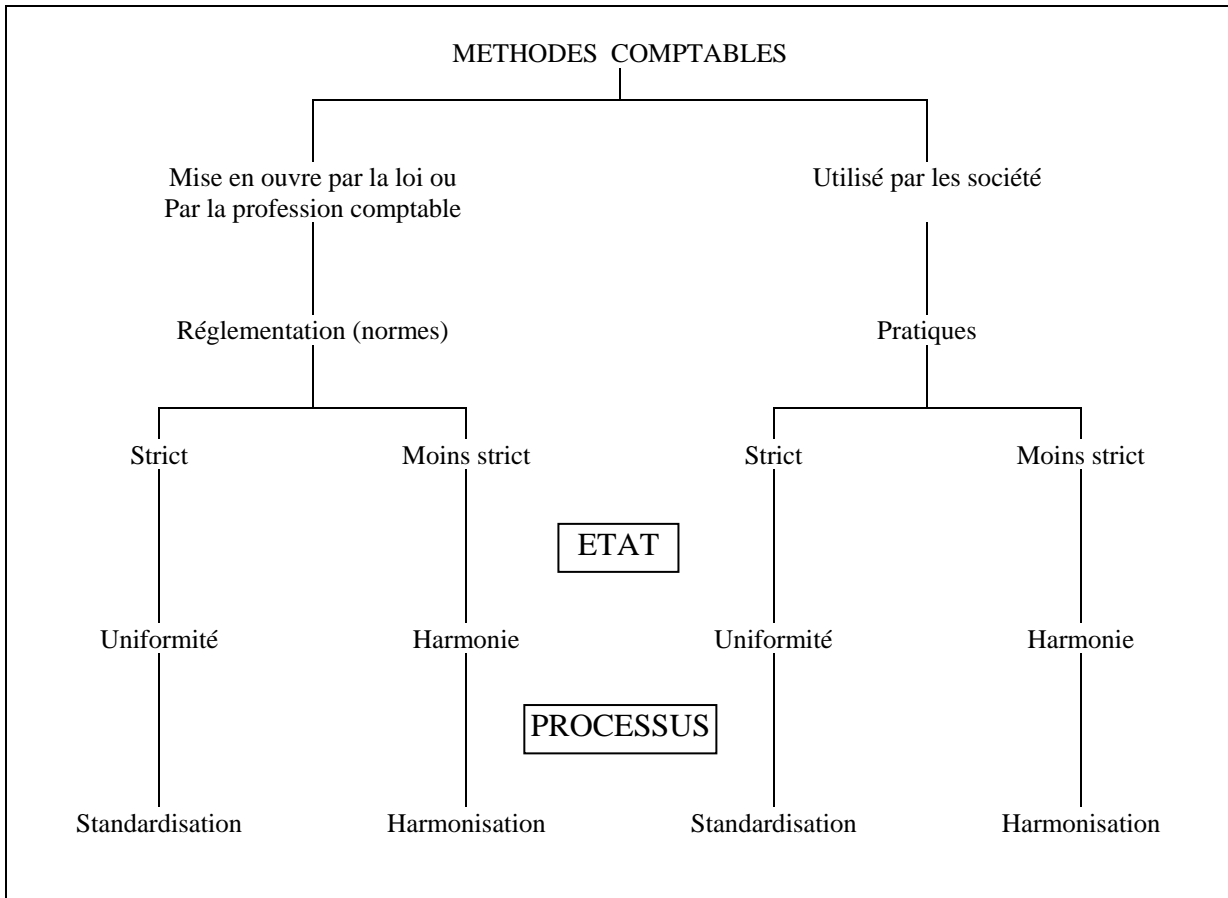 METHODES COMPTABLES
Mise en ouvre par la loi ou
Par la profession comptable
Utilisé par les société
Réglementation (normes)
Pratiques
Strict
Moins strict
Strict
Moins strict
ETAT
Uniformité
Harmonie
Uniformité
Harmonie
PROCESSUS
Standardisation
Harmonisation
Standardisation
Harmonisation